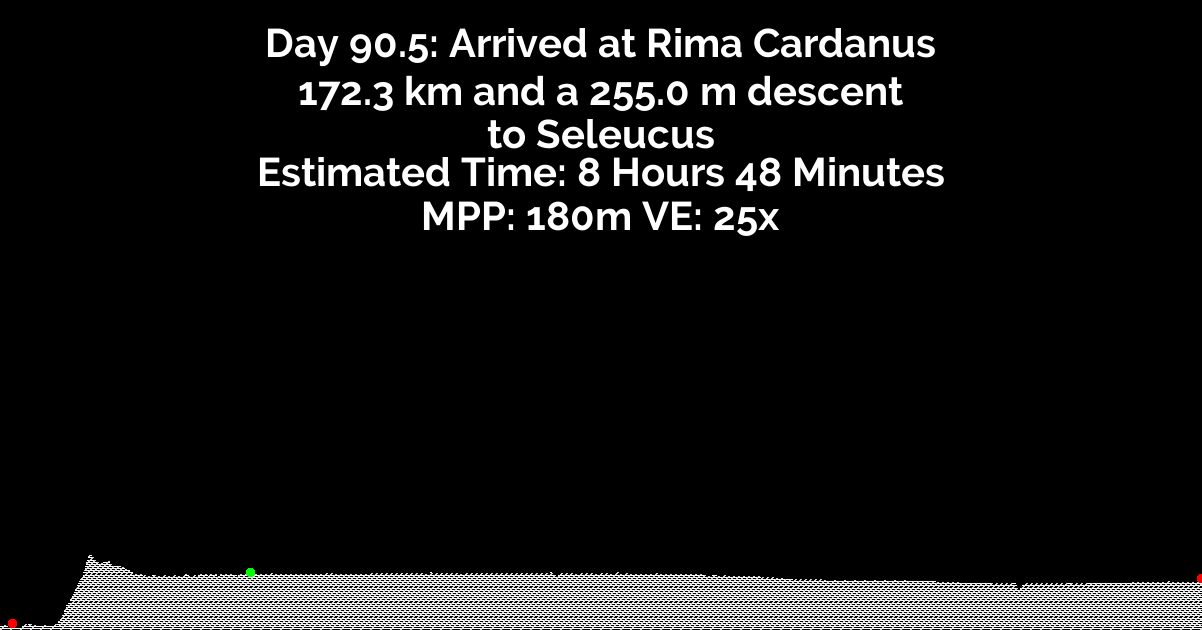 Day 90.5: Arrived at Rima Cardanus
172.3 km and a 255.0 m descent
to Seleucus
Estimated Time: 8 Hours 48 Minutes
MPP: 180m VE: 25x